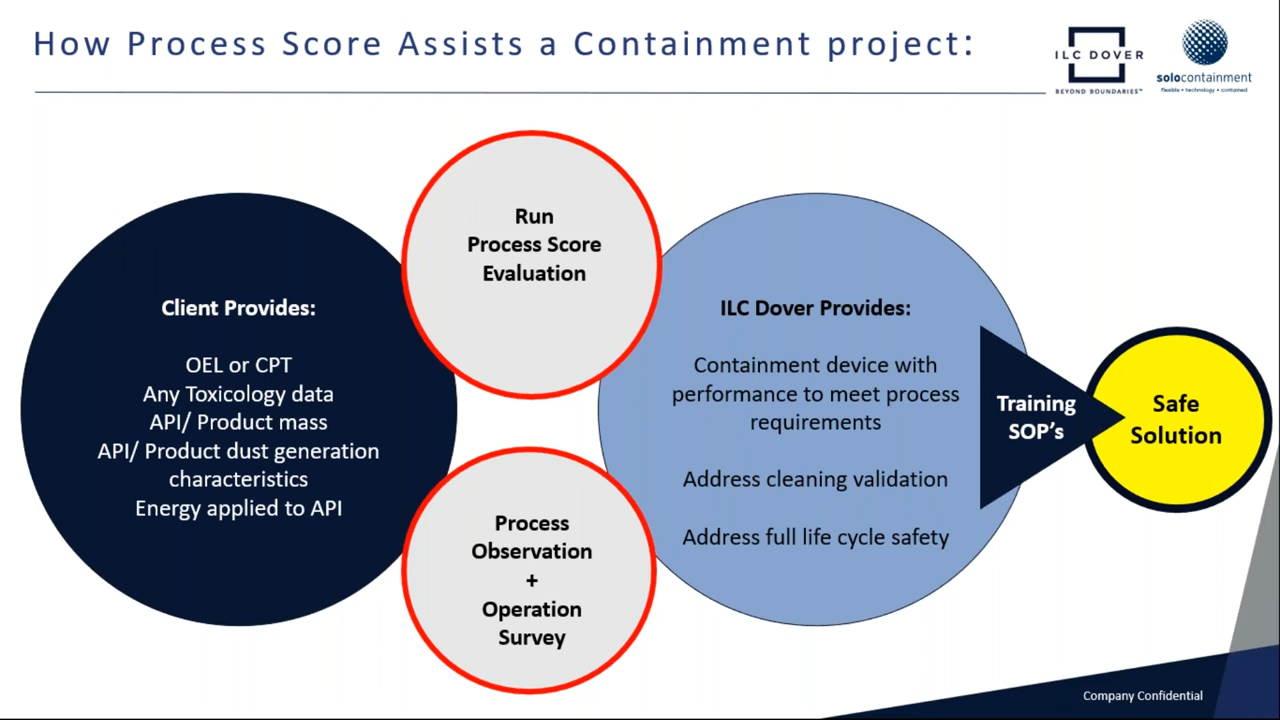 How Process Score Assists a Containment project:
ILC DOVER
BEYOND BOUNDARIES™
solocontainment
flexible • technology • contained
Run
Process Score
Evaluation
Client Provides:
OEL or CPT
Any Toxicology data
API/ Product mass
API/ Product dust generation
characteristics
Energy applied to API
Process
Observation
+
Operation
Survey
ILC Dover Provides:
Containment device with
performance to meet process
requirements
Address cleaning validation
Address full life cycle safety
Training
SOP's
Safe
Solution
Company Confidential